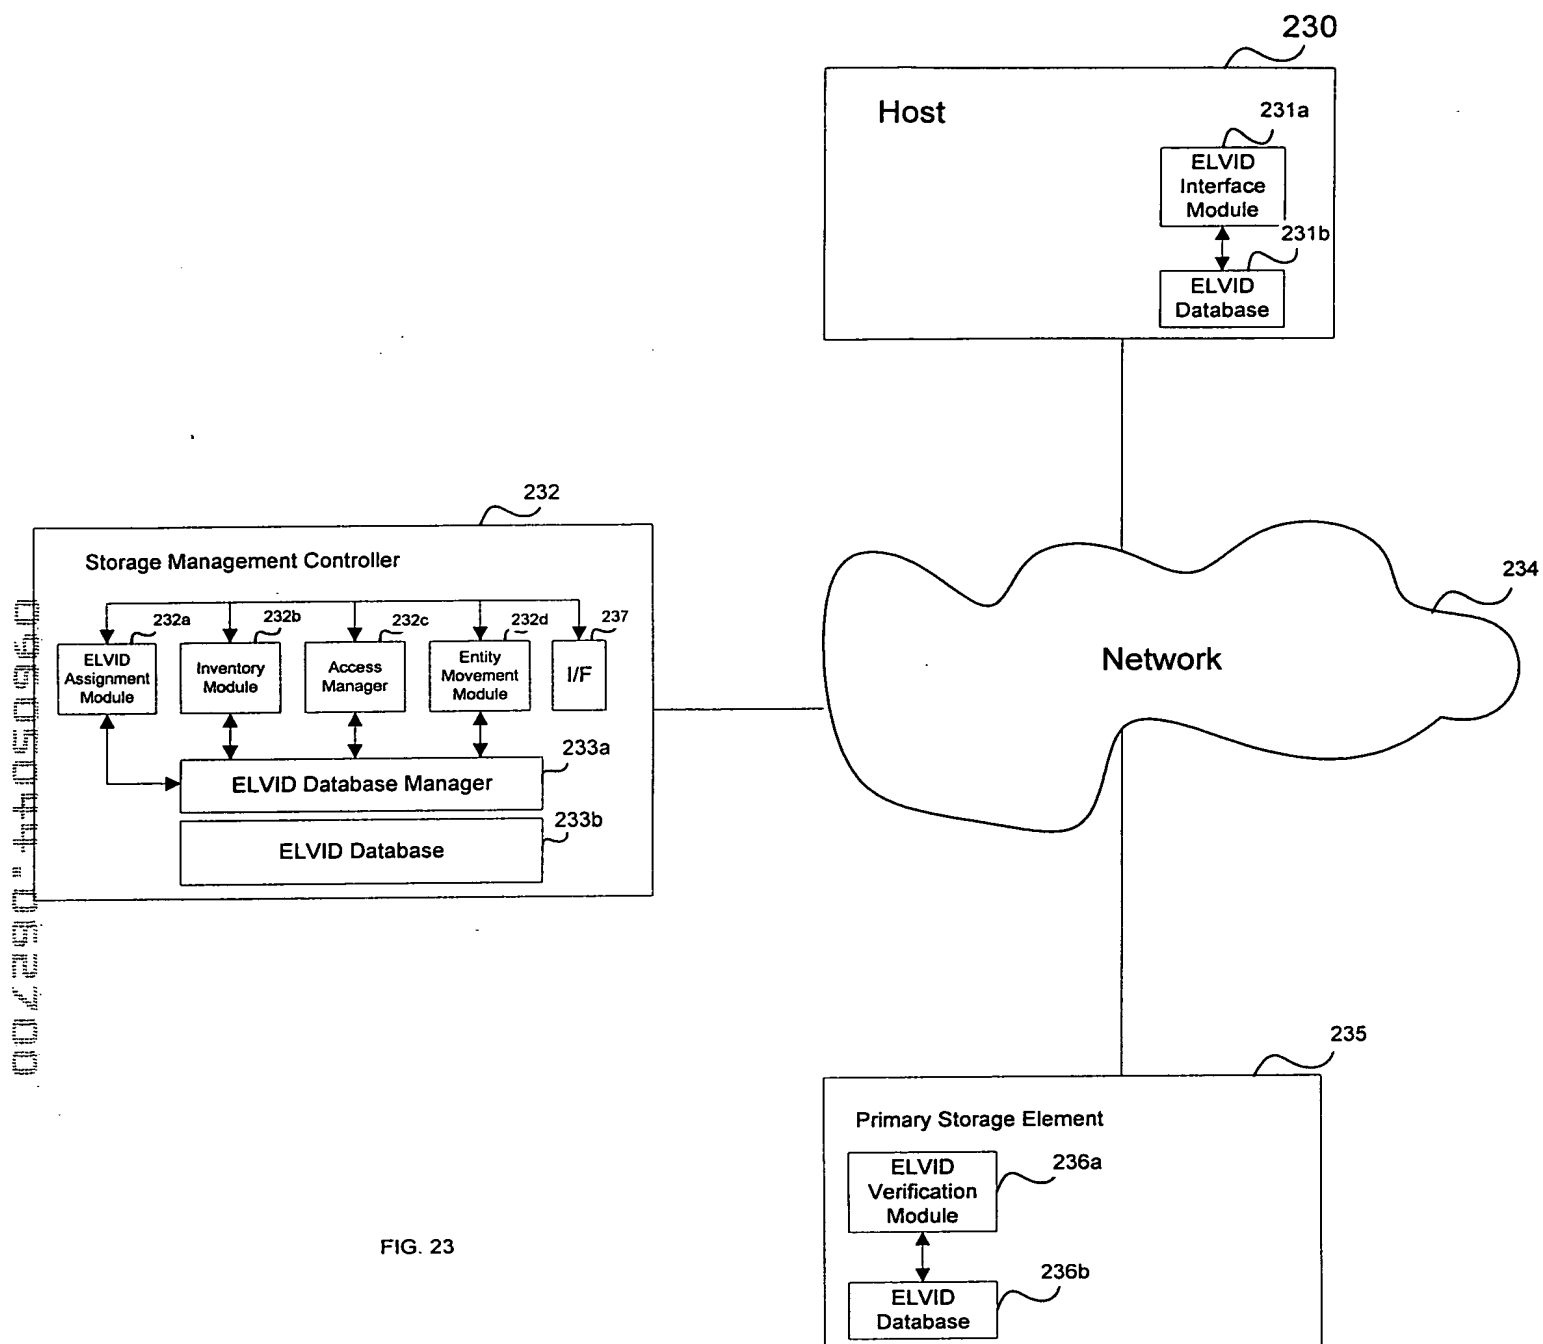 230
Host
231a
ELVID
Interface
Module
231b
ELVID
Database
232
Storage Management Controller
232a
232b
232c
232d
237
ELVID
Assignment
Module
Inventory
Module
Access
Manager
Entity
Movement
Module
I/F
233a
ELVID Database Manager
233b
ELVID Database
234
Network
235
Primary Storage Element
236a
ELVID
Verification
Module
236b
ELVID
Database
FIG. 23
09605044.062700